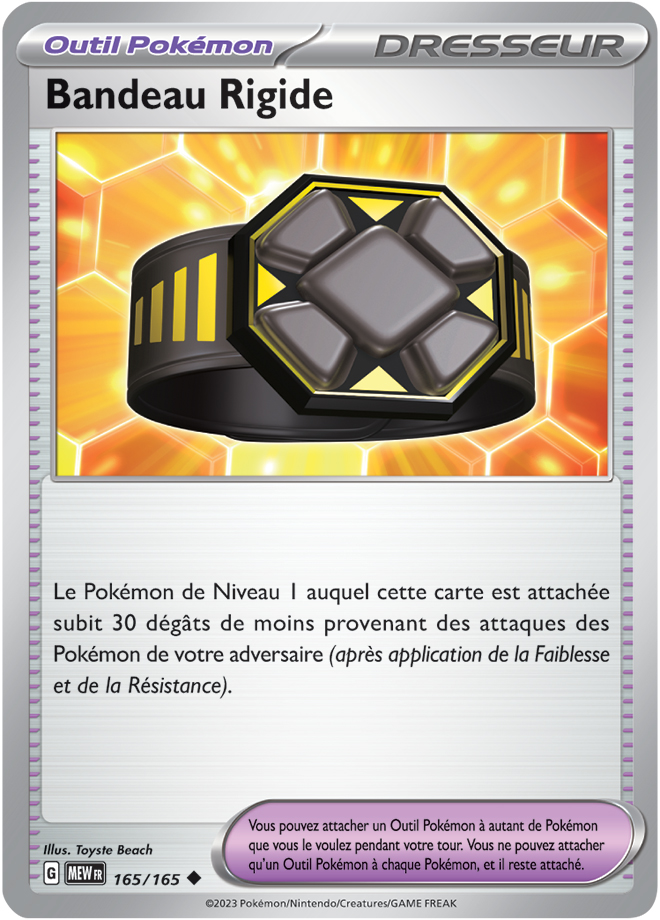 Outil Pokémon
DRESSEUR
Bandeau Rigide
Le Pokémon de Niveau 1 auquel cette carte est attachée
subit 30 dégâts de moins provenant des attaques des
Pokémon de votre adversaire (après application de la Faiblesse
et de la Résistance).
Vous pouvez attacher un Outil Pokémon à autant de Pokémon
que vous le voulez pendant votre tour. Vous ne pouvez attacher
qu'un Outil Pokémon à chaque Pokémon, et il reste attaché.
Illus. Toyste Beach
G MEW FR 165/165 ◆
©2023 Pokémon/Nintendo/Creatures/GAME FREAK